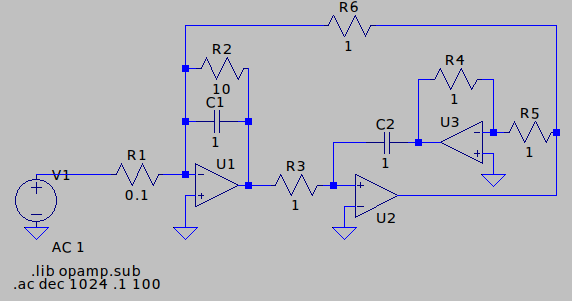 R6
1
R2
10
C1
1
R4
1
U3
R5
1
C2
1
V1
R1
0.1
U1
R3
1
U2
AC 1
.lib opamp.sub
.ac dec 1024 .1 100